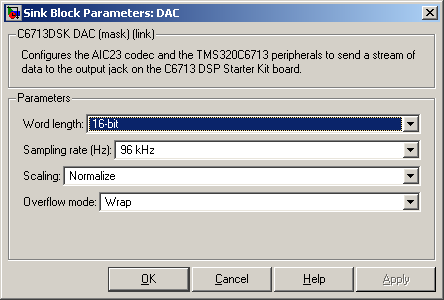 Sink Block Parameters: DAC
C6713DSK DAC (mask) (link)
Configures the AIC23 codec and the TMS320C6713 peripherals to send a stream of
data to the output jack on the C6713 DSP Starter Kit board.
Parameters
Word length: 16-bit
Sampling rate (Hz): 96 kHz
Scaling: Normalize
Overflow mode: Wrap
OK Cancel Help Apply